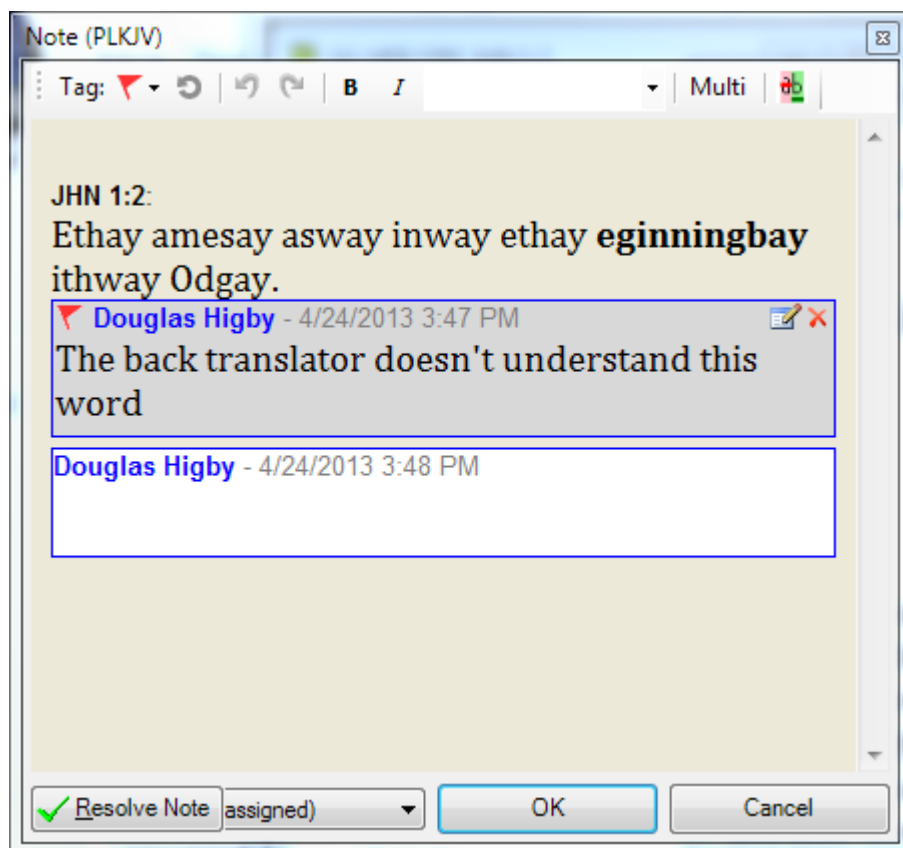 Note (PLKJV)
Tag: B I Multi ab
JHN 1:2:
Ethay amesay asway inway ethay eginningbay
ithway Odgay.
Douglas Higby - 4/24/2013 3:47 PM
The back translator doesn't understand this
word
Douglas Higby - 4/24/2013 3:48 PM
Resolve Note assigned) OK Cancel